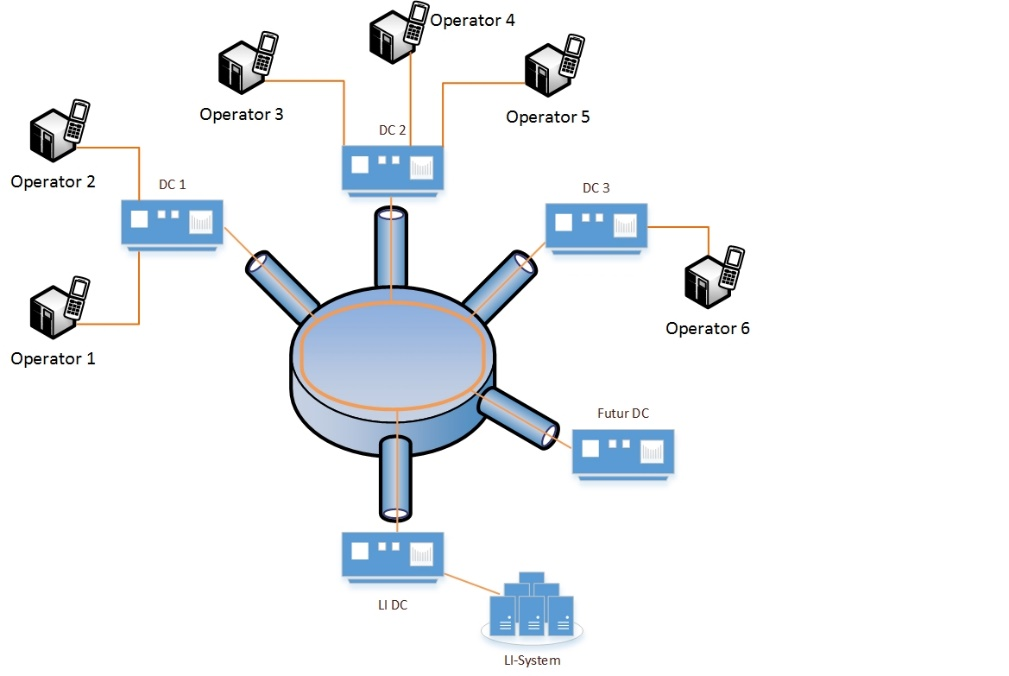 Operator 4
Operator 3
Operator 5
DC 2
Operator 2
DC 1
DC 3
Operator 6
Operator 1
Futur DC
LI DC
LI-System